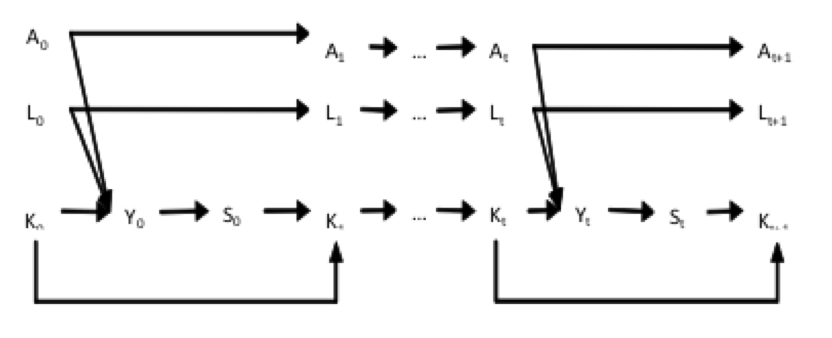 A₀ A₁ ... Aₜ Aₜ₊₁
L₀ L₁ ... Lₜ Lₜ₊₁
K₀ Y₀ S₀ K₁ ... Kₜ Yₜ Sₜ Kₜ₊₁